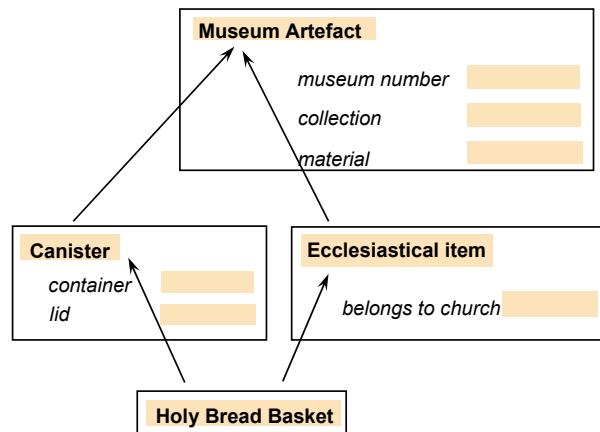 Museum Artefact
museum number
collection
material
Canister
container
lid
Ecclesiastical item
belongs to church
Holy Bread Basket